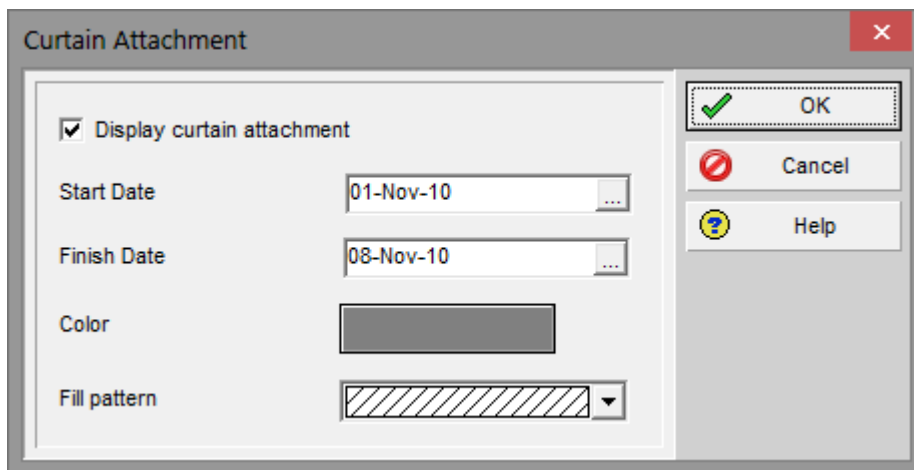 Curtain Attachment
Display curtain attachment
Start Date
01-Nov-10
...
Finish Date
08-Nov-10
...
Color
Fill pattern
OK
Cancel
Help